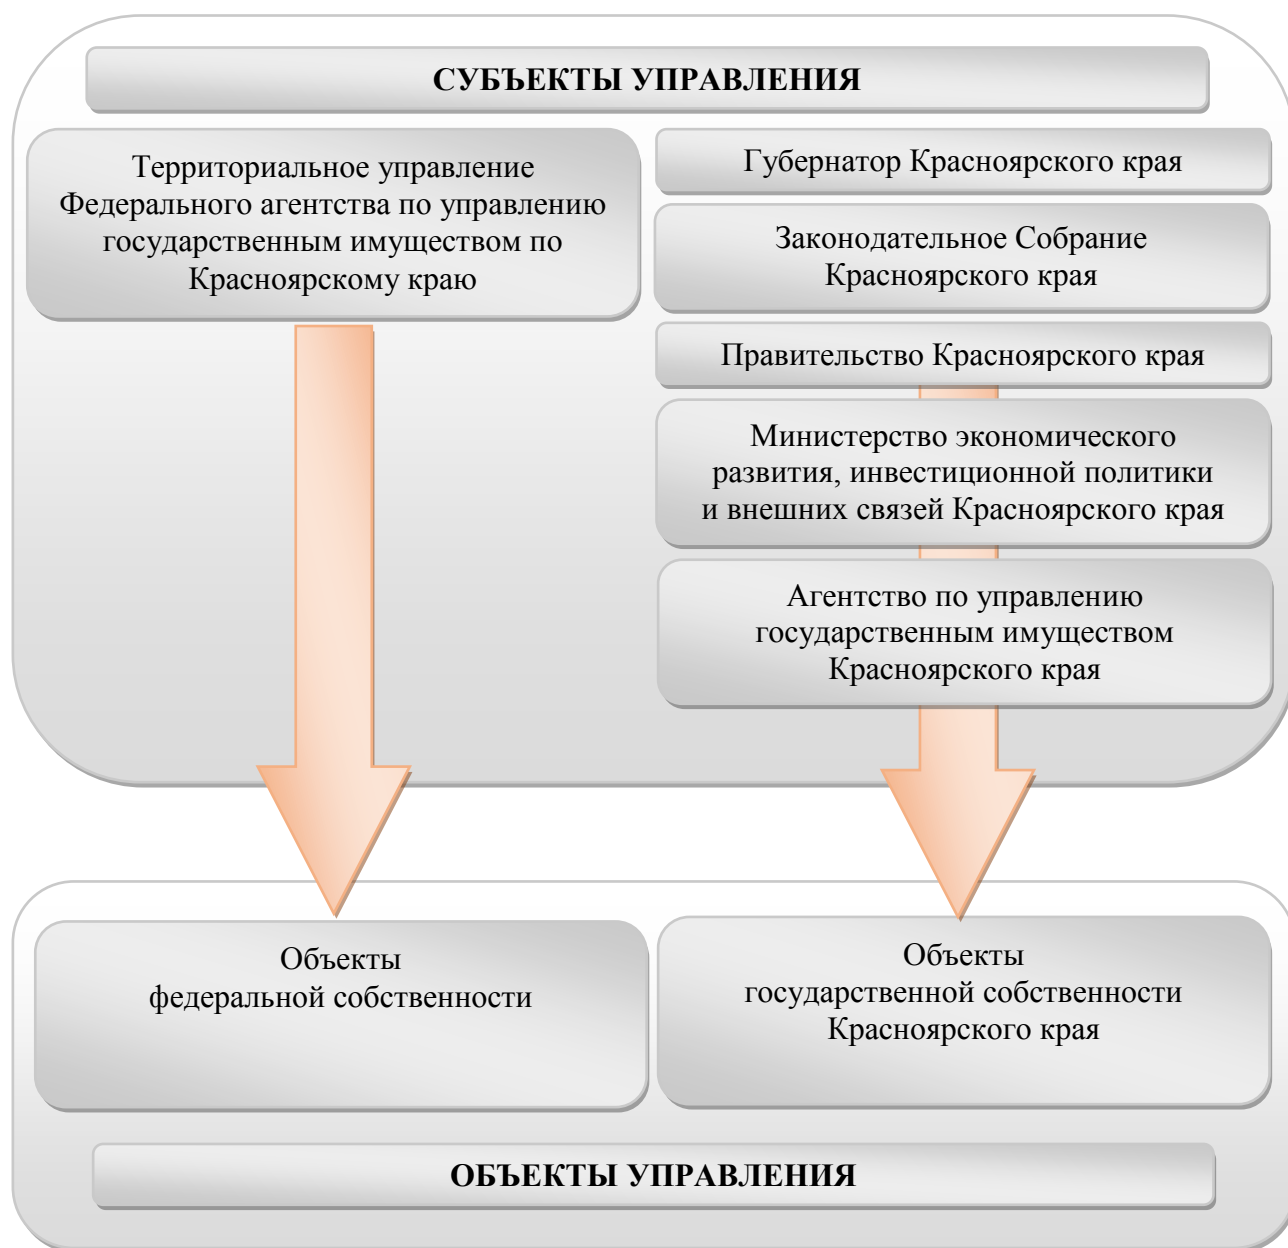 СУБЪЕКТЫ УПРАВЛЕНИЯ
Территориальное управление
Федерального агентства по управлению
государственным имуществом по
Красноярскому краю
Губернатор Красноярского края
Законодательное Собрание
Красноярского края
Правительство Красноярского края
Министерство экономического
развития, инвестиционной политики
и внешних связей Красноярского края
Агентство по управлению
государственным имуществом
Красноярского края
Объекты
федеральной собственности
Объекты
государственной собственности
Красноярского края
ОБЪЕКТЫ УПРАВЛЕНИЯ